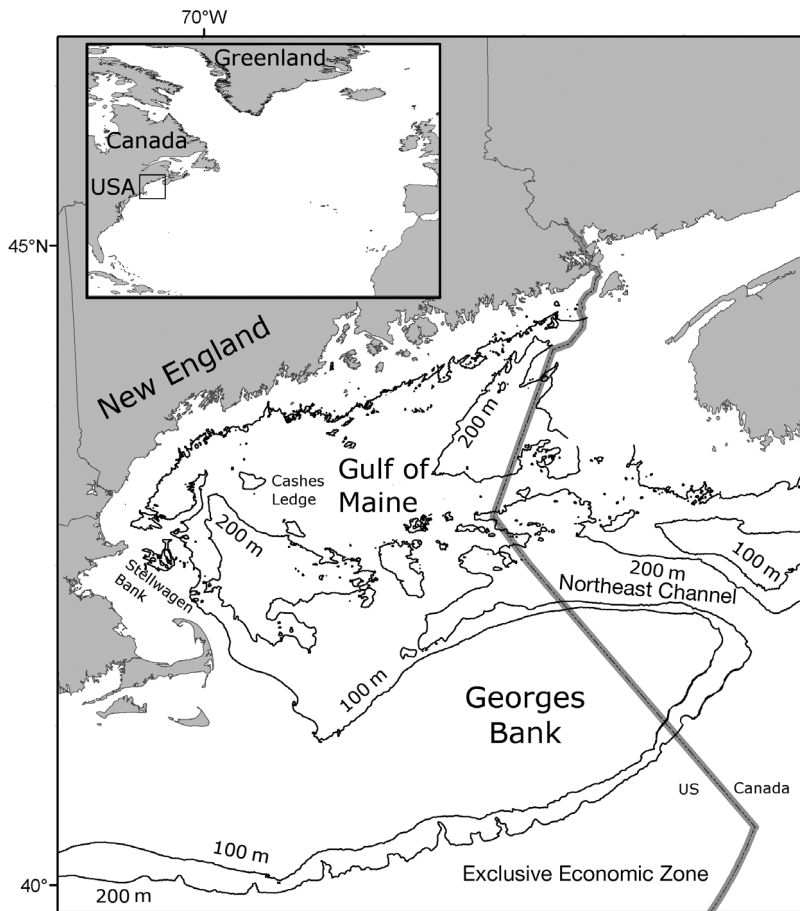 70°W
Greenland
Canada
USA
45°N
New England
200 m
Gulf of
Maine
Cashes
Ledge
200 m
100 m
200 m
Northeast Channel
Stellwagen
Bank
100 m
Georges
Bank
US
Canada
100 m
Exclusive Economic Zone
40°
200 m